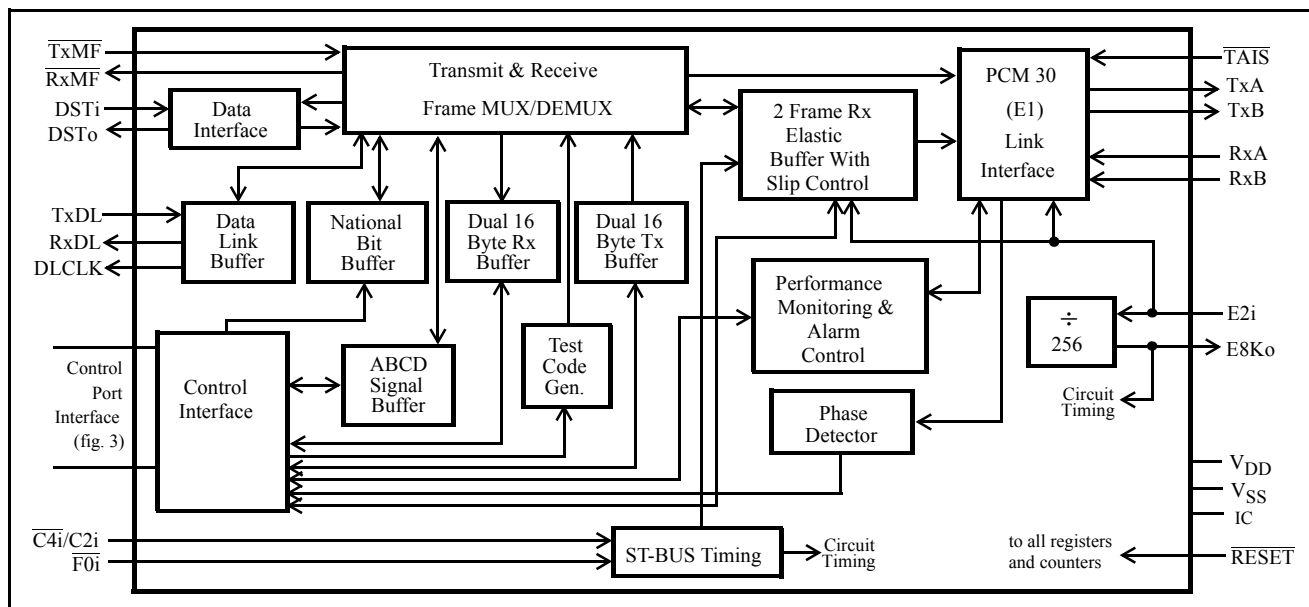 TxMF
RxMF
DSTi
DSTo
Data
Interface
Transmit & Receive
Frame MUX/DEMUX
2 Frame Rx
Elastic
Buffer With
Slip Control
PCM 30
(E1)
Link
Interface
TAIS
TxA
TxB
RxA
RxB
TxDL
RxDL
DLCLK
Data
Link
Buffer
National
Bit
Buffer
Dual 16
Byte Rx
Buffer
Dual 16
Byte Tx
Buffer
Performance
Monitoring &
Alarm
Control
÷
256
E2i
E8Ko
Circuit
Timing
Control
Port
Interface
(fig. 3)
Control
Interface
ABCD
Signal
Buffer
Test
Code
Gen.
Phase
Detector
VDD
VSS
IC
C4i/C2i
F0i
ST-BUS Timing
Circuit
Timing
to all registers
and counters
RESET